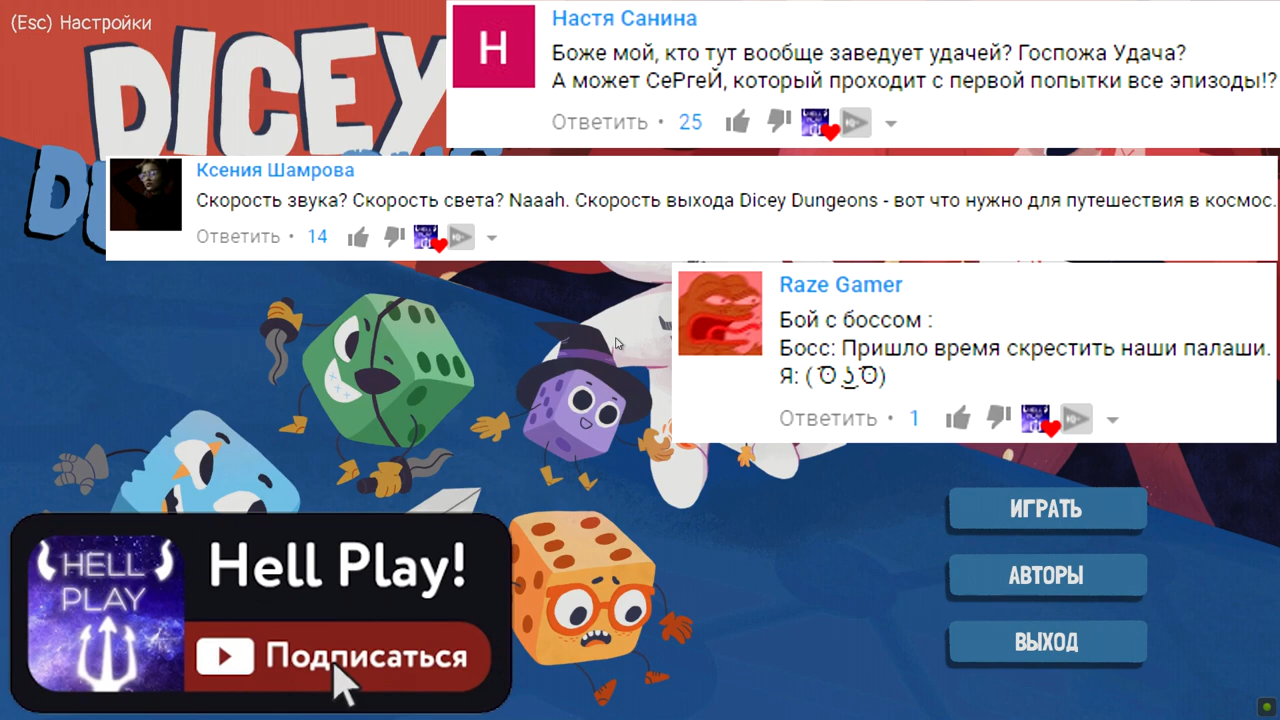 (Esc) Настройки
DICEY
Настя Санина
Н
Боже мой, кто тут вообще заведует удачей? Госпожа Удача?
А может СеРгеЙ, который проходит с первой попытки все эпизоды!?
Ответить • 25
Ксения Шамрова
Скорость звука? Скорость света? Naaah. Скорость выхода Dicey Dungeons - вот что нужно для путешествия в космос.
Ответить • 14
Raze Gamer
Бой с боссом :
Босс: Пришло время скрестить наши палаши.
Я: ( ͡ʘ ͜ʖ ͡ʘ)
Ответить • 1
ИГРАТЬ
АВТОРЫ
ВЫХОД
HELL
PLAY
Hell Play!
Подписаться